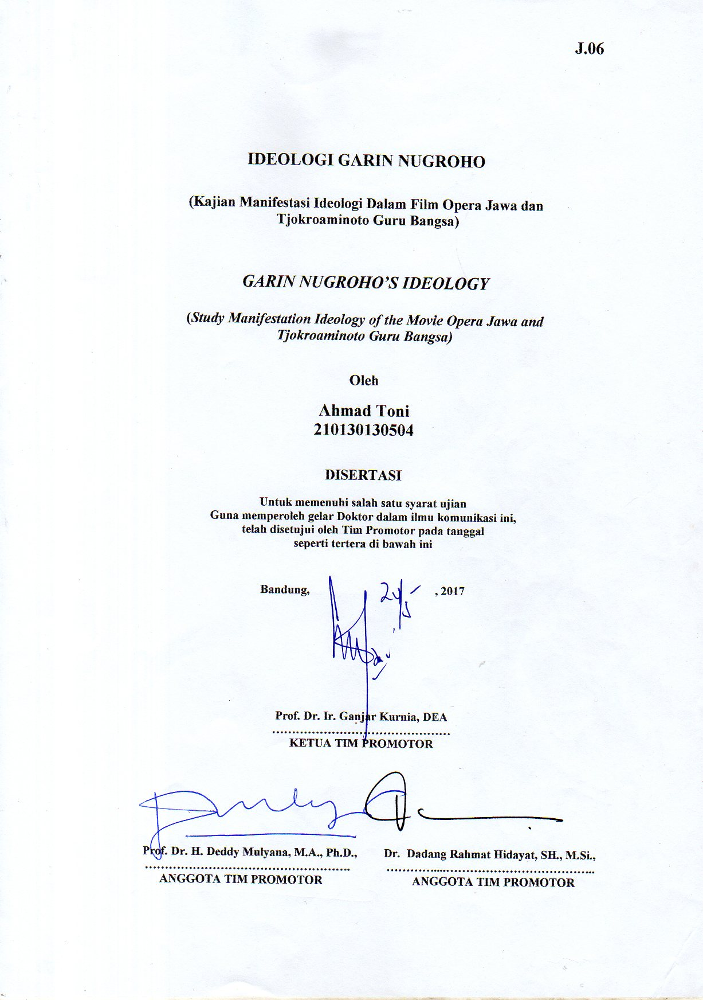 J.06
IDEOLOGI GARIN NUGROHO
(Kajian Manifestasi Ideologi Dalam Film Opera Jawa dan
Tjokroaminoto Guru Bangsa)
GARIN NUGROHO'S IDEOLOGY
(Study Manifestation Ideology of the Movie Opera Jawa and
Tjokroaminoto Guru Bangsa)
Oleh
Ahmad Toni
210130130504
DISERTASI
Untuk memenuhi salah satu syarat ujian
Guna memperoleh gelar Doktor dalam ilmu komunikasi ini,
telah disetujui oleh Tim Promotor pada tanggal
seperti tertera di bawah ini
Bandung, 24/5 , 2017
Prof. Dr. Ir. Ganjar Kurnia, DEA
KETUA TIM PROMOTOR
Prof. Dr. H. Deddy Mulyana, M.A., Ph.D., Dr. Dadang Rahmat Hidayat, SH., M.Si.,
ANGGOTA TIM PROMOTOR ANGGOTA TIM PROMOTOR